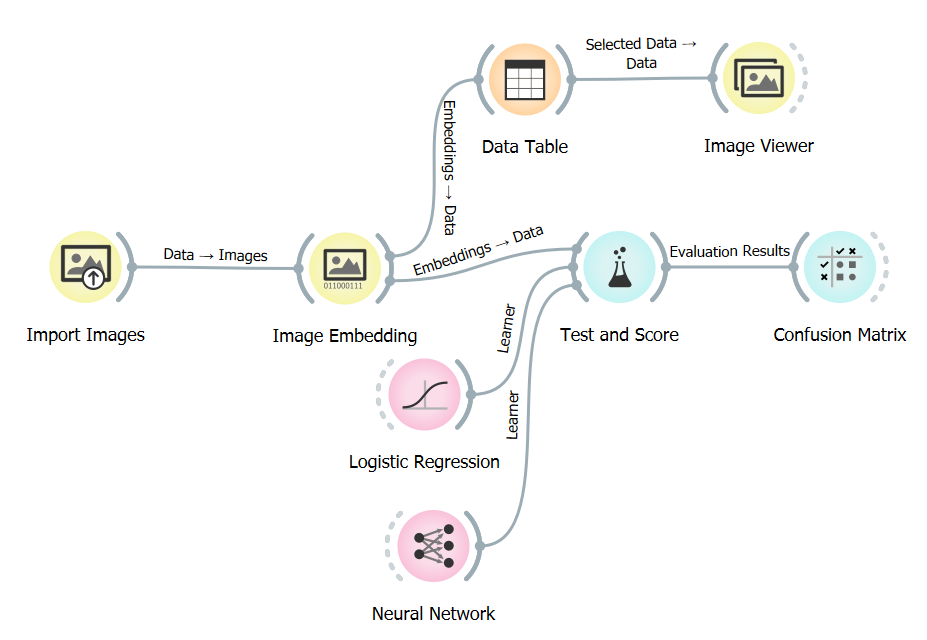 Selected Data →
Data
Data Table
Image Viewer
Embeddings → Data
Data → Images
Embeddings → Data
Evaluation Results
011000111
Import Images
Image Embedding
Test and Score
Confusion Matrix
Learner
Learner
Logistic Regression
Neural Network